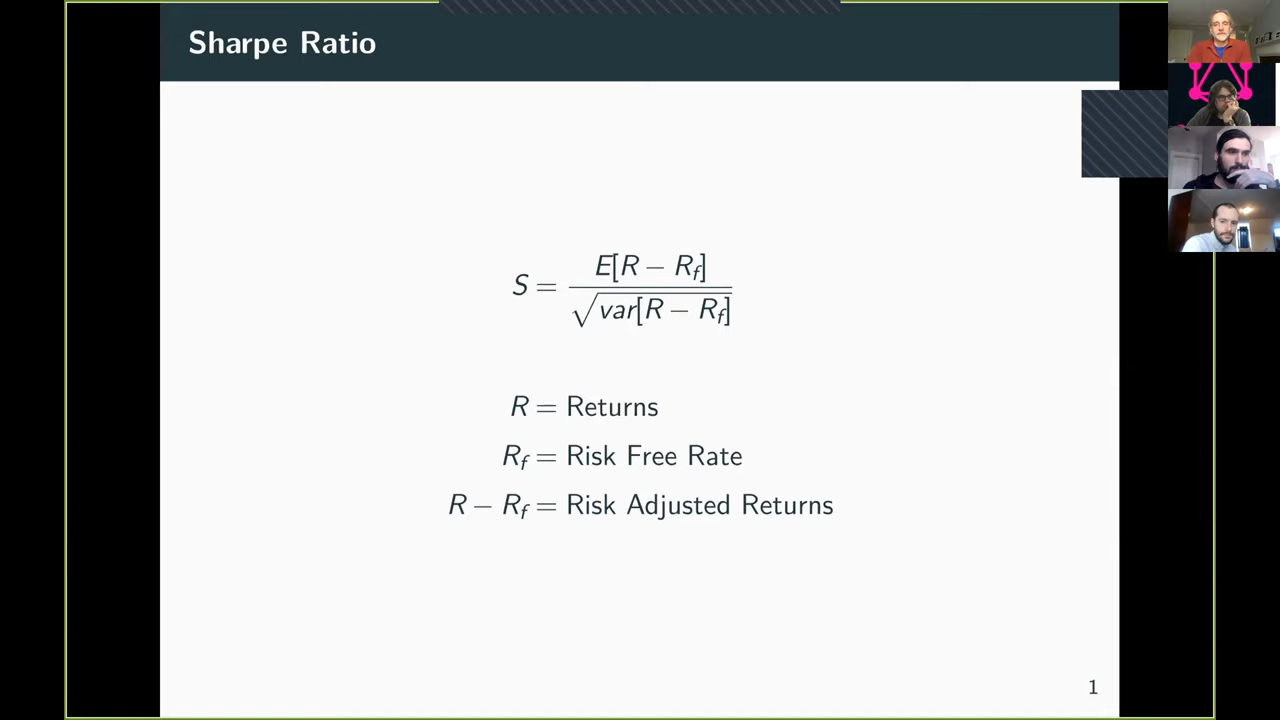 Sharpe Ratio
S = E[R − R_f] / √var[R − R_f]
R = Returns
R_f = Risk Free Rate
R − R_f = Risk Adjusted Returns
1